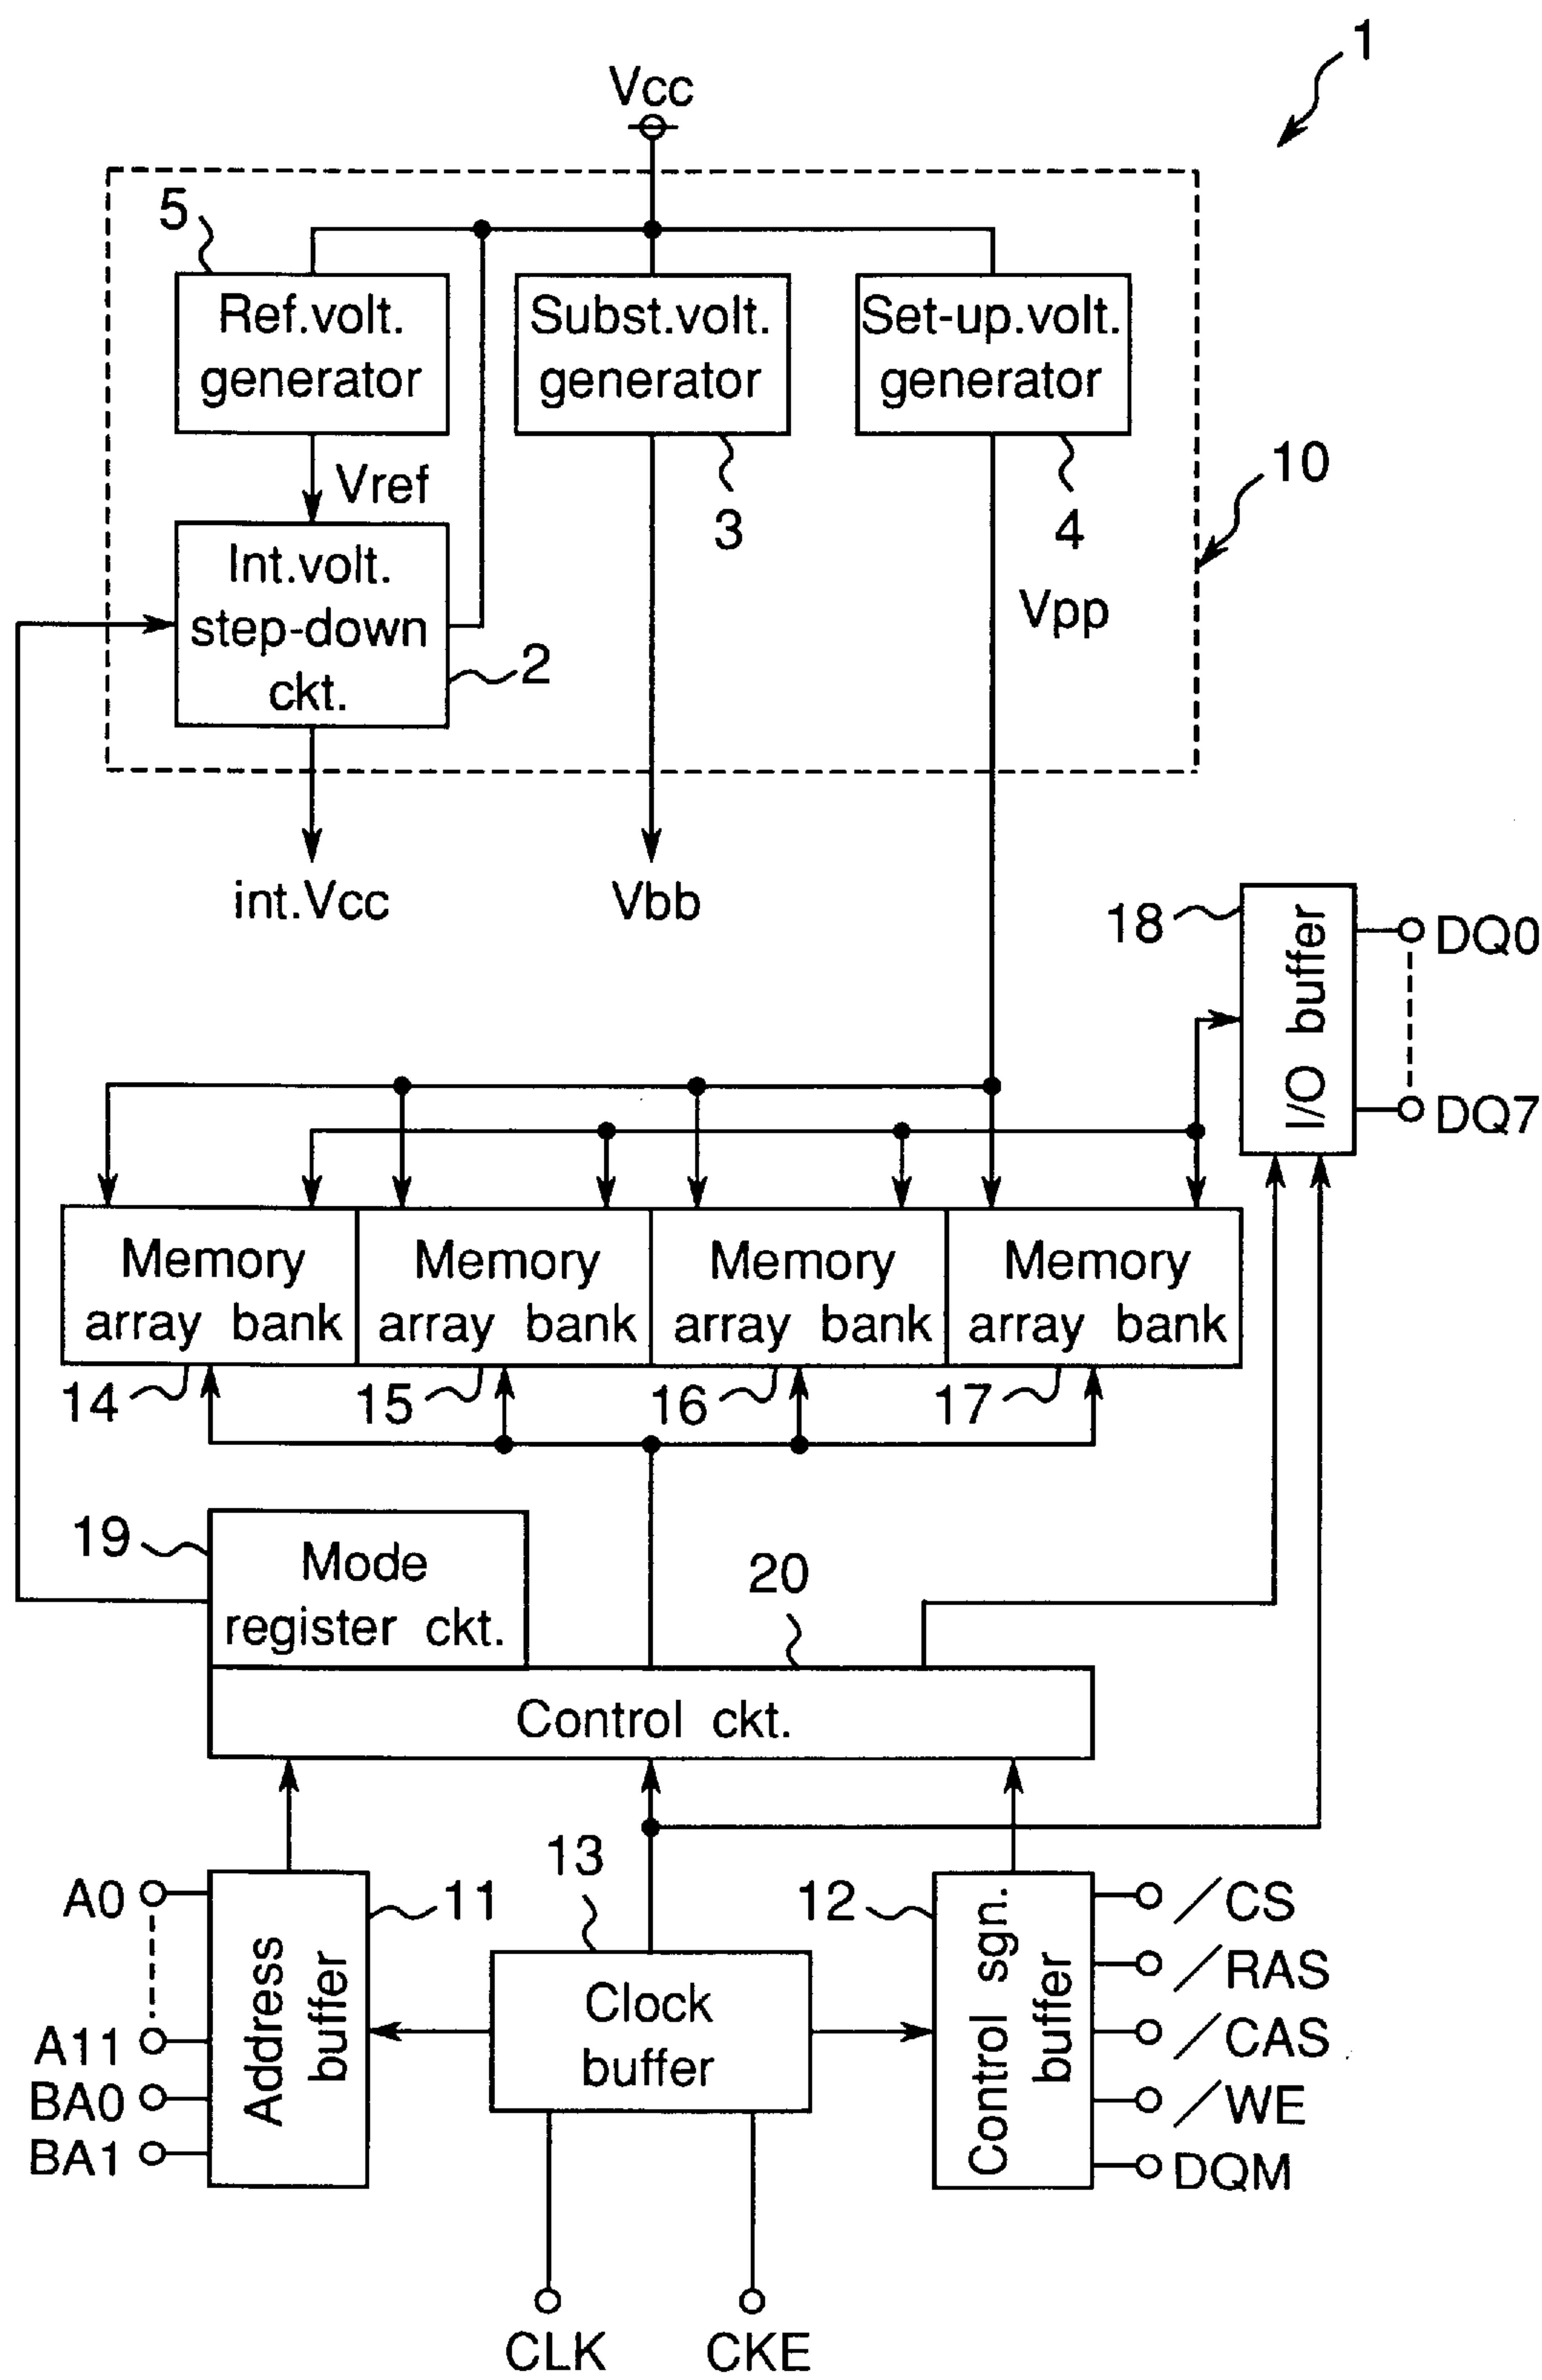 1
Vcc
5
Ref.volt.
generator
Subst.volt.
generator
Set-up.volt.
generator
Vref
3
4
10
Int.volt.
step-down
ckt.
2
Vpp
int.Vcc
Vbb
18
I/O buffer
DQ0
DQ7
Memory
array bank
Memory
array bank
Memory
array bank
Memory
array bank
14
15
16
17
19
Mode
register ckt.
20
Control ckt.
13
A0
A11
BA0
BA1
Address
buffer
11
Clock
buffer
12
Control sgn.
buffer
/CS
/RAS
/CAS
/WE
DQM
CLK
CKE